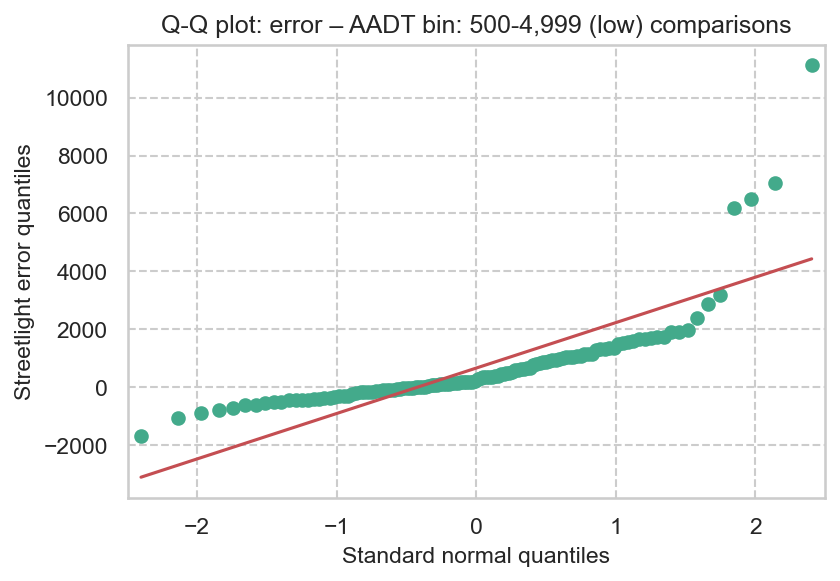 Q-Q plot: error – AADT bin: 500-4,999 (low) comparisons
10000
8000
6000
4000
2000
0
−2000
Streetlight error quantiles
−2 −1 0 1 2
Standard normal quantiles